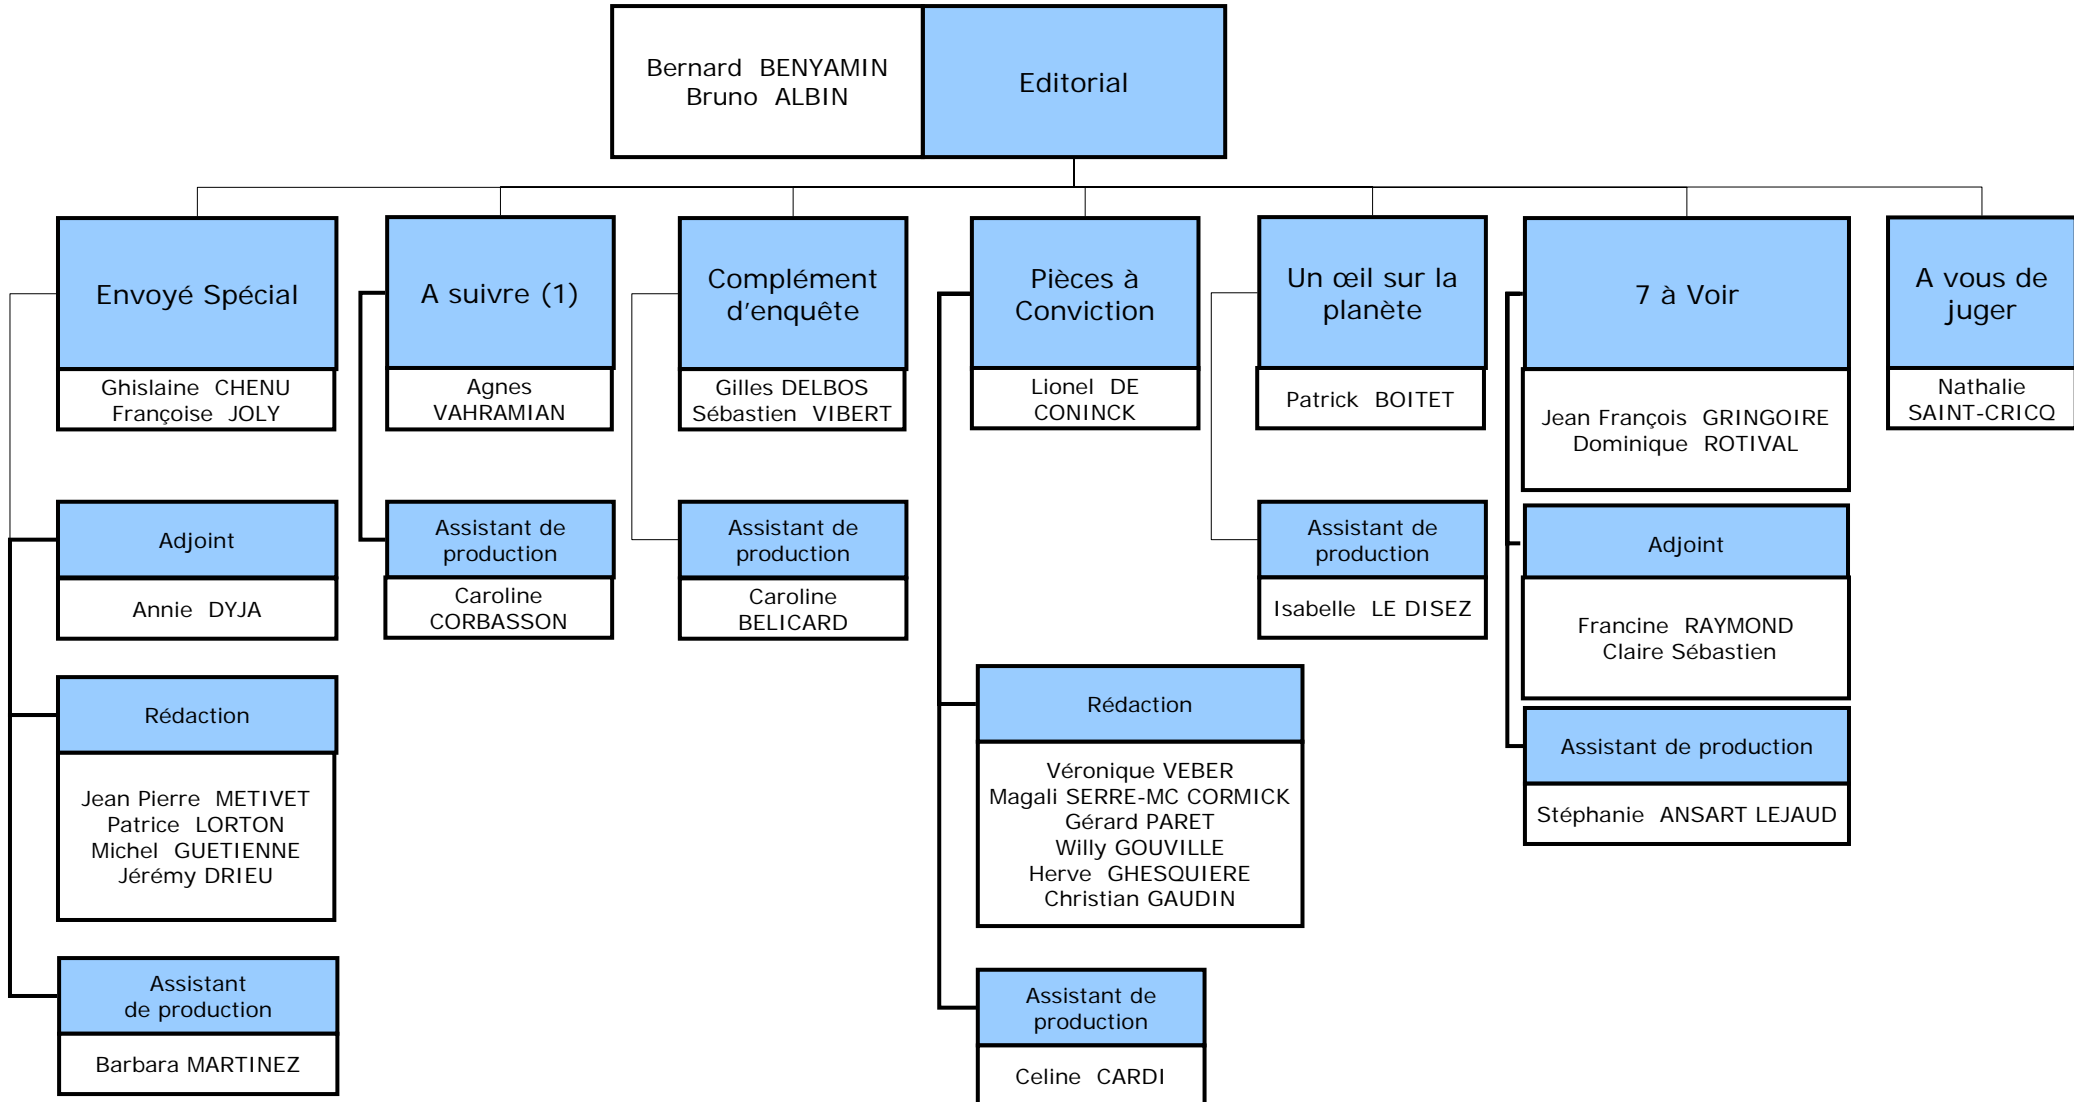 Bernard BENYAMIN
Bruno ALBIN
Editorial
Envoyé Spécial
Ghislaine CHENU
Françoise JOLY
Adjoint
Annie DYJA
Rédaction
Jean Pierre METIVET
Patrice LORTON
Michel GUETIENNE
Jérémy DRIEU
Assistant
de production
Barbara MARTINEZ
A suivre (1)
Agnes
VAHRAMIAN
Assistant de
production
Caroline
CORBASSON
Complément
d'enquête
Gilles DELBOS
Sébastien VIBERT
Assistant de
production
Caroline
BELICARD
Pièces à
Conviction
Lionel DE
CONINCK
Rédaction
Véronique VEBER
Magali SERRE-MC CORMICK
Gérard PARET
Willy GOUVILLE
Herve GHESQUIERE
Christian GAUDIN
Assistant de
production
Celine CARDI
Un œil sur la
planète
Patrick BOITET
Assistant de
production
Isabelle LE DISEZ
7 à Voir
Jean François GRINGOIRE
Dominique ROTIVAL
Adjoint
Francine RAYMOND
Claire Sébastien
Assistant de production
Stéphanie ANSART LEJAUD
A vous de
juger
Nathalie
SAINT-CRICQ